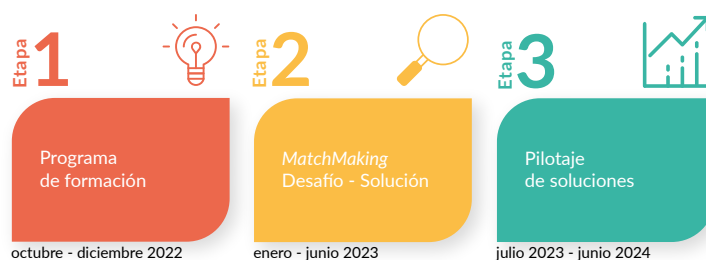 Etapa 1
Programa
de formación
octubre - diciembre 2022
Etapa 2
MatchMaking
Desafío - Solución
enero - junio 2023
Etapa 3
Pilotaje
de soluciones
julio 2023 - junio 2024